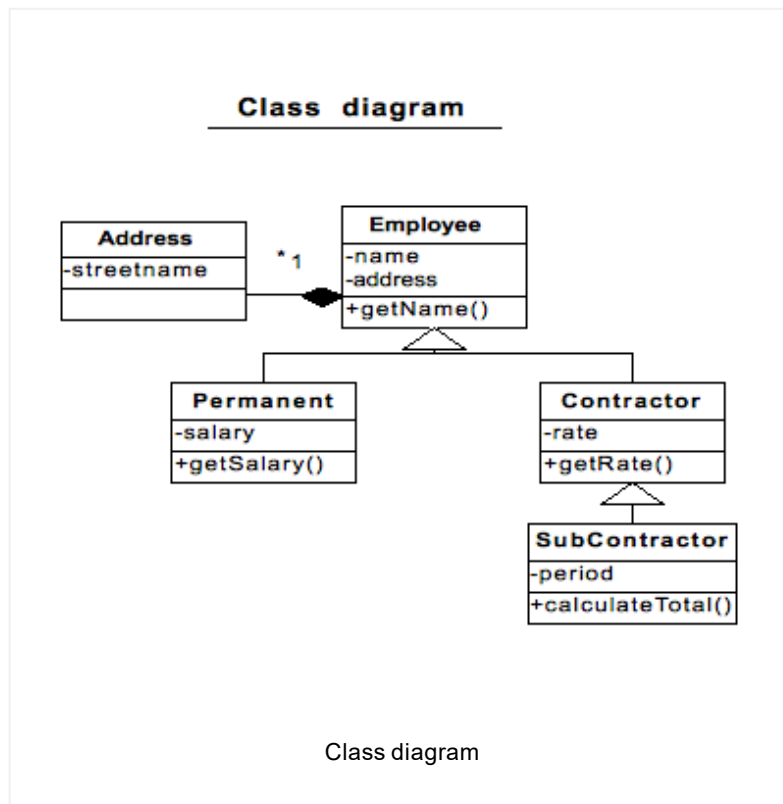 Class diagram
Address
-streetname
* 1
Employee
-name
-address
+getName()
Permanent
-salary
+getSalary()
Contractor
-rate
+getRate()
SubContractor
-period
+calculateTotal()
Class diagram